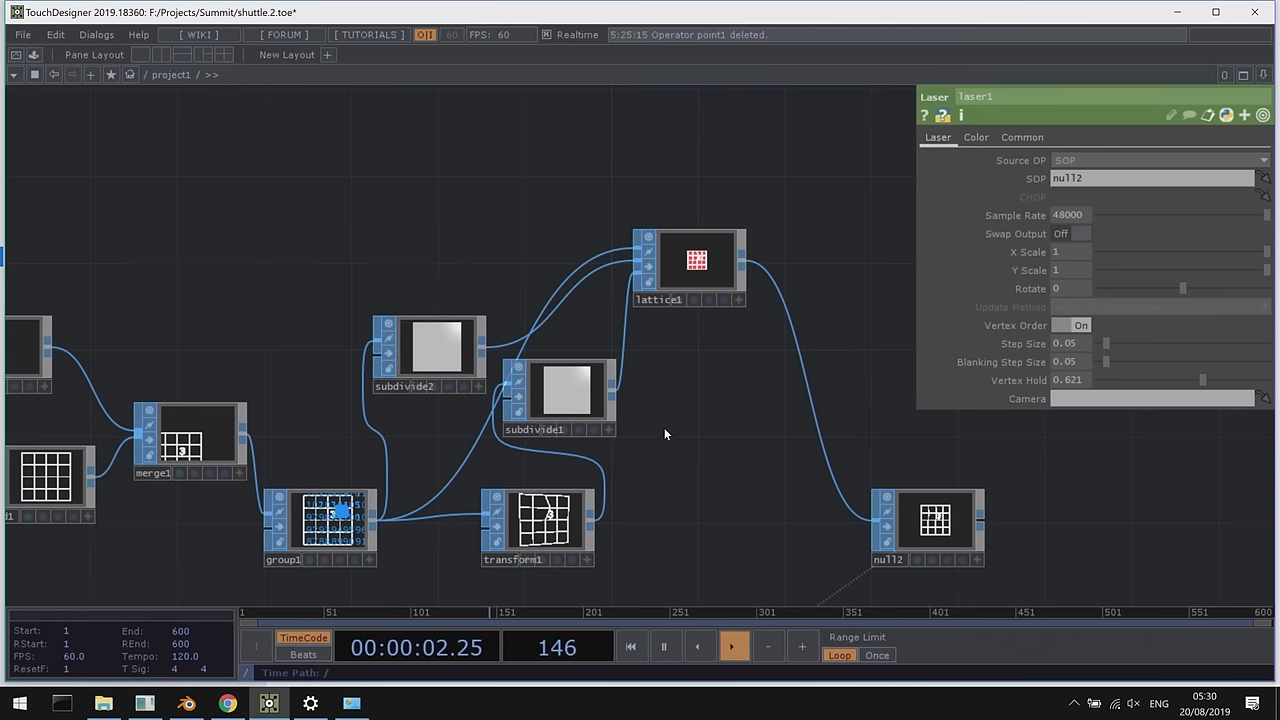 TouchDesigner 2019.18360: F:/Projects/Summit/shuttle.2.toe*
File Edit Dialogs Help [ WIKI ] [ FORUM ] [ TUTORIALS ] O|I 60 FPS: 60 Realtime 5:25:15 Operator point1 deleted.
Pane Layout New Layout +
/ project1 / >> 0
Laser laser1
? i
Laser Color Common
Source OP SOP
SOP null2
CHOP
Sample Rate 48000
Swap Output Off
X Scale 1
Y Scale 1
Rotate 0
Update Method
Vertex Order On
Step Size 0.05
Blanking Step Size 0.05
Vertex Hold 0.621
Camera
lattice1
subdivide2
subdivide1
merge1
d1
group1
transform1
null2
1 51 101 151 201 251 301 351 401 451 501 551 600
Start: 1 End: 600
RStart: 1 REnd: 600
FPS: 60.0 Tempo: 120.0
ResetF: 1 T Sig: 4 4
TimeCode
Beats
00:00:02.25
146
Range Limit
Loop Once
/ Time Path: /
ENG
05:30
20/08/2019